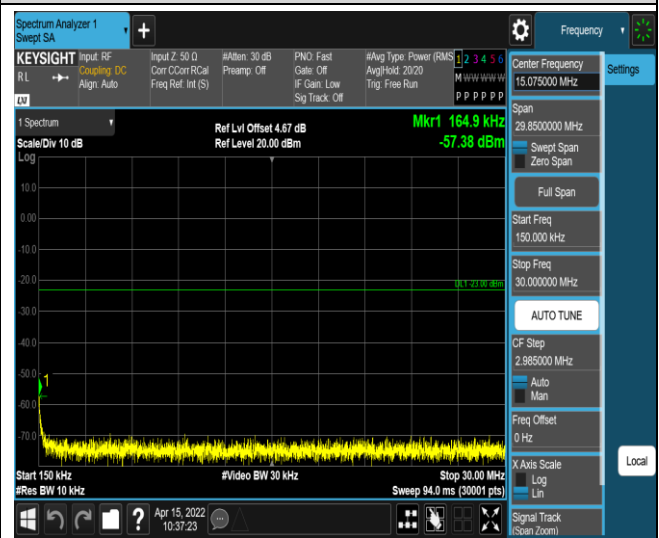 Spectrum Analyzer 1
Swept SA
+
Frequency
KEYSIGHT Input: RF
RL
Coupling: DC
Align: Auto
LXI
Input Z: 50 Ω
Corr CCorr RCal
Freq Ref: Int (S)
#Atten: 30 dB
Preamp: Off
PNO: Fast
Gate: Off
IF Gain: Low
Sig Track: Off
#Avg Type: Power (RMS
Avg|Hold: 20/20
Trig: Free Run
1 2 3 4 5 6
M W W W W W
P P P P P P
1 Spectrum
Scale/Div 10 dB
Ref Lvl Offset 4.67 dB
Ref Level 20.00 dBm
Mkr1 164.9 kHz
-57.38 dBm
Log
10.0
0.00
-10.0
-20.0
DL1 -23.00 dBm
-30.0
-40.0
-50.0
1
-60.0
-70.0
Start 150 kHz
#Res BW 10 kHz
#Video BW 30 kHz
Stop 30.00 MHz
Sweep 94.0 ms (30001 pts)
? Apr 15, 2022
10:37:23
Center Frequency
15.075000 MHz
Settings
Span
29.8500000 MHz
Swept Span
Zero Span
Full Span
Start Freq
150.000 kHz
Stop Freq
30.000000 MHz
AUTO TUNE
CF Step
2.985000 MHz
Auto
Man
Freq Offset
0 Hz
X Axis Scale
Log
Lin
Local
Signal Track
(Span Zoom)